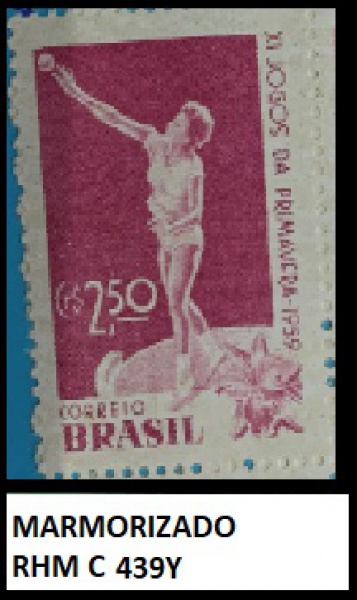 XI JOGOS DA PRIMAVERA-1959
Cr$ 2,50
CORREIO
BRASIL
MARMORIZADO
RHM C 439Y